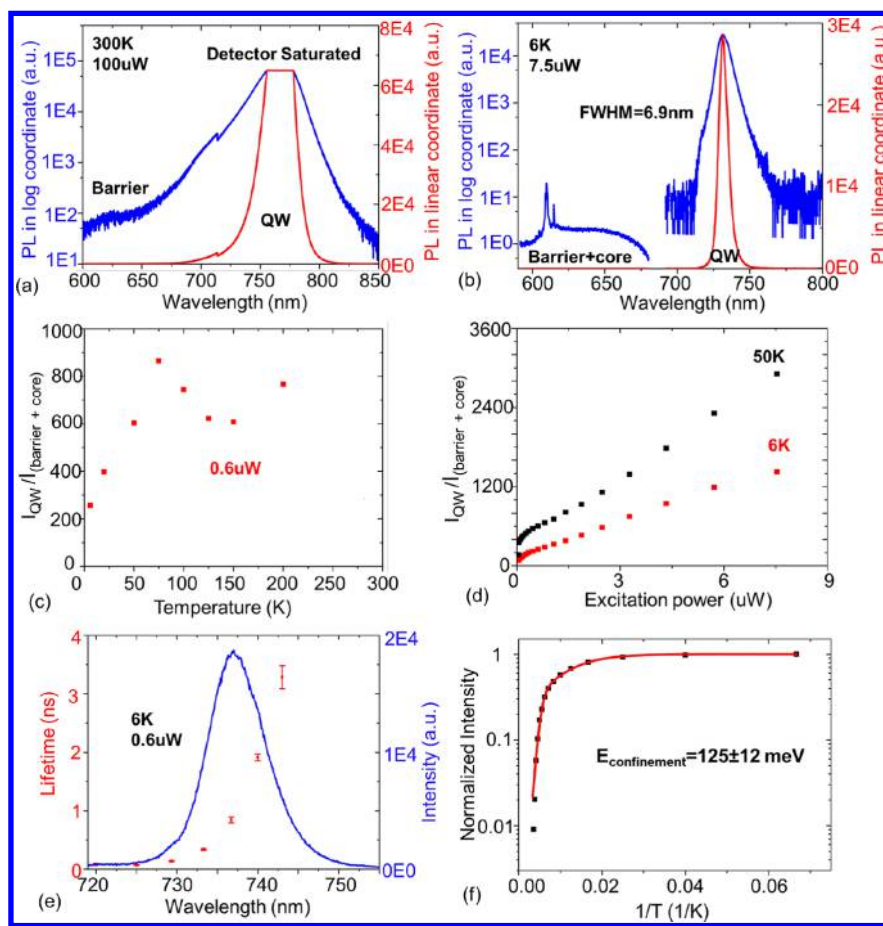 300K
100uW
Detector Saturated
Barrier
QW
PL in log coordinate (a.u.)
1E5
1E4
1E3
1E2
1E1
PL in linear coordinate (a.u.)
8E4
6E4
4E4
2E4
0E0
600 650 700 750 800 850
Wavelength (nm)
(a)
6K
7.5uW
FWHM=6.9nm
Barrier+core
QW
PL in log coordinate (a.u.)
1E4
1E3
1E2
1E1
1E0
PL in linear coordinate (a.u.)
3E4
2E4
1E4
0E0
600 650 700 750 800
Wavelength (nm)
(b)
I_QW/I_(barrier + core)
1000
800
600
400
200
0
0.6uW
0 50 100 150 200 250 300
Temperature (K)
(c)
I_QW/I_(barrier + core)
3600
3000
2400
1800
1200
600
0
50K
6K
0 3 6 9
Excitation power (uW)
(d)
Lifetime (ns)
4
3
2
1
0
6K
0.6uW
Intensity (a.u.)
2E4
1E4
0E0
720 730 740 750
Wavelength (nm)
(e)
Normalized Intensity
1
0.1
0.01
E_confinement=125±12 meV
0.00 0.02 0.04 0.06
1/T (1/K)
(f)